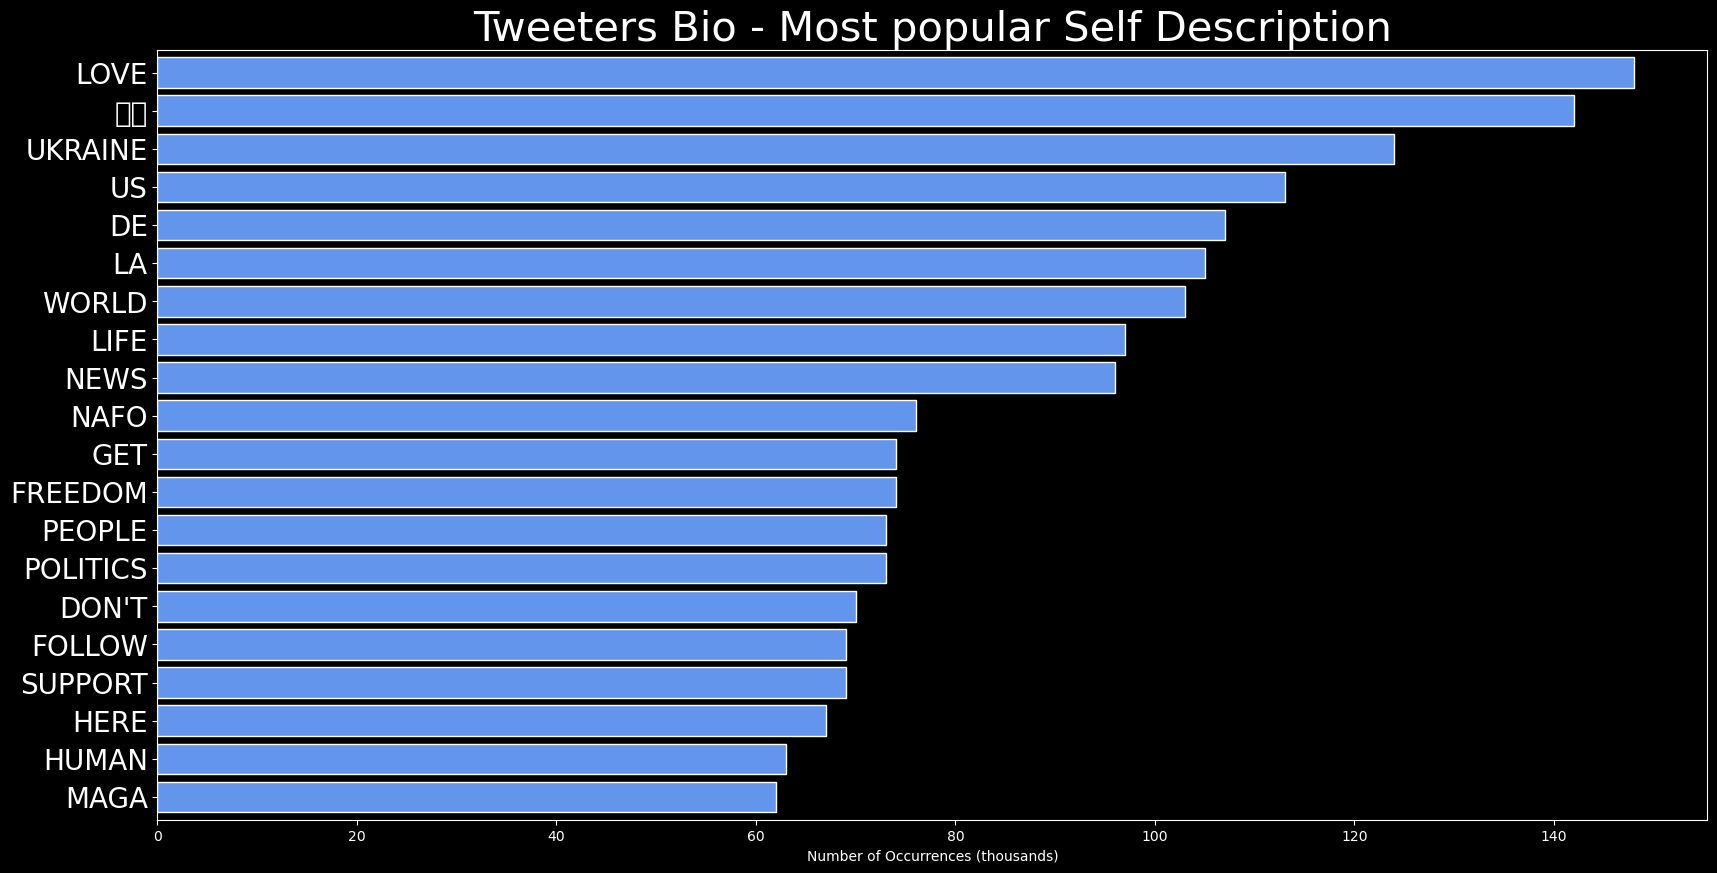 Tweeters Bio - Most popular Self Description
LOVE
UKRAINE
US
DE
LA
WORLD
LIFE
NEWS
NAFO
GET
FREEDOM
PEOPLE
POLITICS
DON'T
FOLLOW
SUPPORT
HERE
HUMAN
MAGA
0 20 40 60 80 100 120 140
Number of Occurrences (thousands)